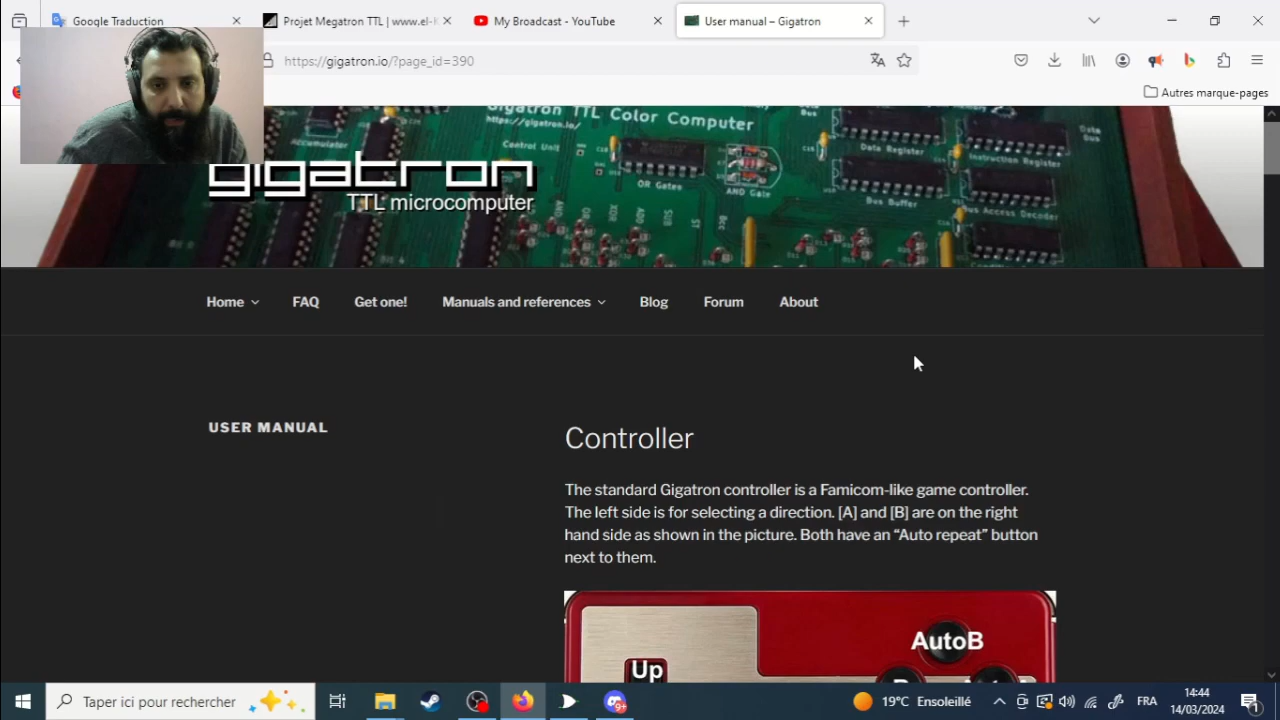 Google Traduction
Projet Megatron TTL | www.el-
My Broadcast - YouTube
User manual – Gigatron
https://gigatron.io/?page_id=390
Autres marque-pages
Gigatron TTL Color Computer
https://gigatron.io/
Accumulator
Control Unit
OR Gates
AND Gate
Data Register
Bus Buffer
Instruction Register
Bus Access Decoder
Data
Bus
gigatron
TTL microcomputer
Home
FAQ
Get one!
Manuals and references
Blog
Forum
About
USER MANUAL
Controller
The standard Gigatron controller is a Famicom-like game controller.
The left side is for selecting a direction. [A] and [B] are on the right
hand side as shown in the picture. Both have an “Auto repeat” button
next to them.
AutoB
Up
Taper ici pour rechercher
9+
19°C Ensoleillé
FRA
14:44
14/03/2024
1